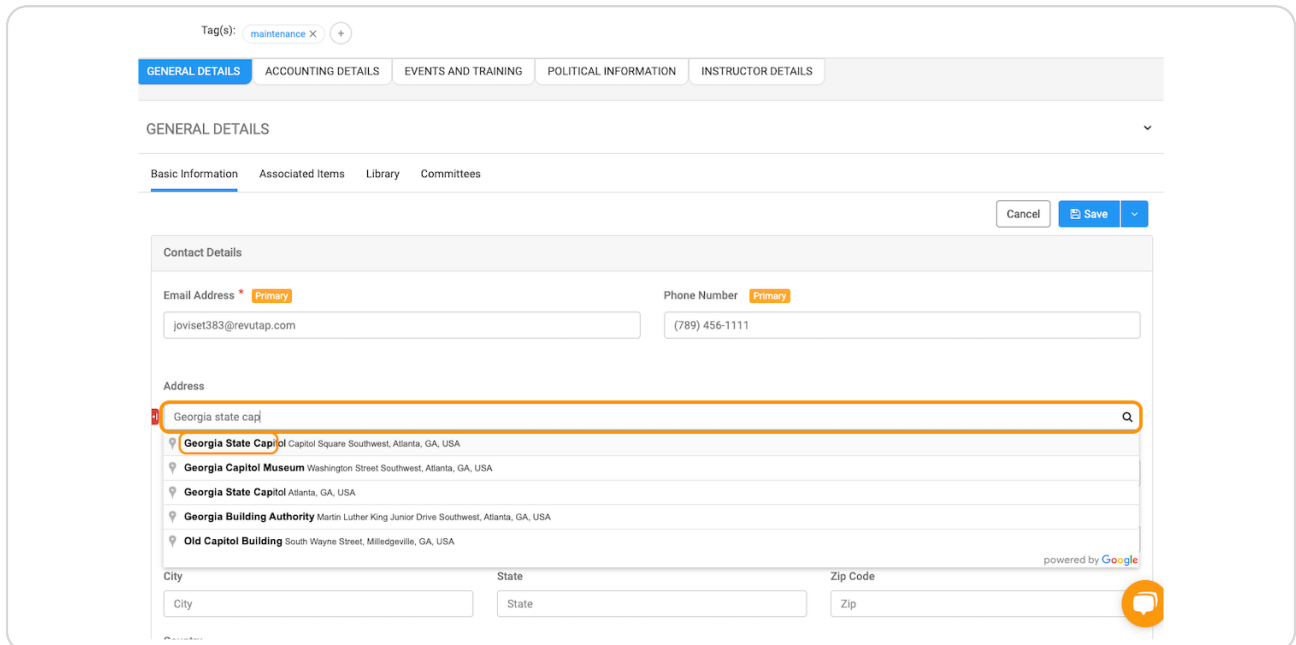 Tag(s): maintenance × +
GENERAL DETAILS ACCOUNTING DETAILS EVENTS AND TRAINING POLITICAL INFORMATION INSTRUCTOR DETAILS
GENERAL DETAILS
Basic Information Associated Items Library Committees
Cancel Save
Contact Details
Email Address * Primary Phone Number Primary
joviset383@revutap.com (789) 456-1111
Address
Georgia state cap
Georgia State Capitol Capitol Square Southwest, Atlanta, GA, USA
Georgia Capitol Museum Washington Street Southwest, Atlanta, GA, USA
Georgia State Capitol Atlanta, GA, USA
Georgia Building Authority Martin Luther King Junior Drive Southwest, Atlanta, GA, USA
Old Capitol Building South Wayne Street, Milledgeville, GA, USA
powered by Google
City State Zip Code
City State Zip